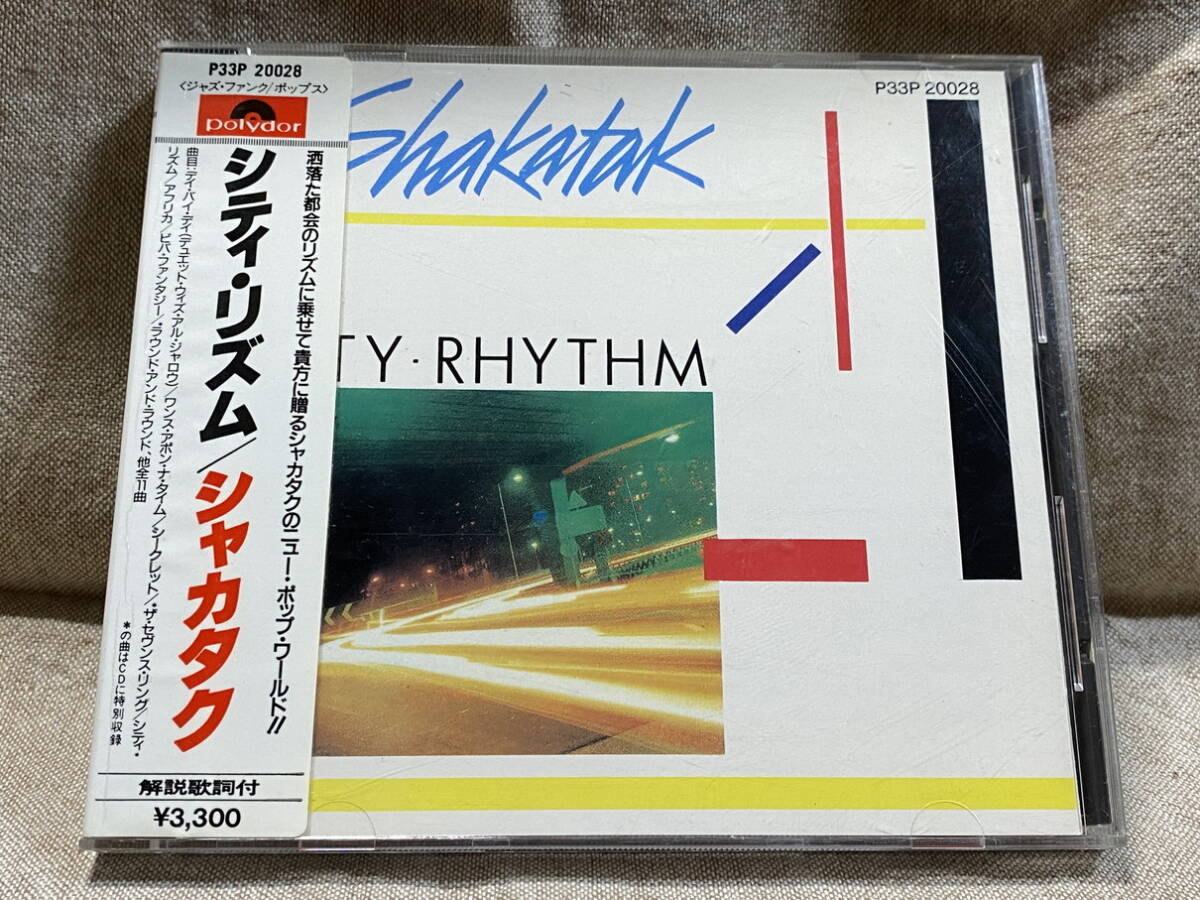 P33P 20028
〈ジャズ・ファンク/ポップス〉
polydor
洒落た都会のリズムに乗せて貴方に贈るシャカタクのニュー・ポップ・ワールド!!
シティ・リズム/シャカタク
曲目:デイ・バイ・デイ(デュエット・ウィズ・アル・ジャロウ)/ワンス・アポン・ナ・タイム/シークレット/*ザ・セヴンス・リング/シティ・
リズム/アフリカ/ビバ・ファンタジー/*ラウンド・アンド・ラウンド、他全11曲
*の曲はCDに特別収録
解説歌詞付
¥3,300
Shakatak
P33P 20028
TY・RHYTHM